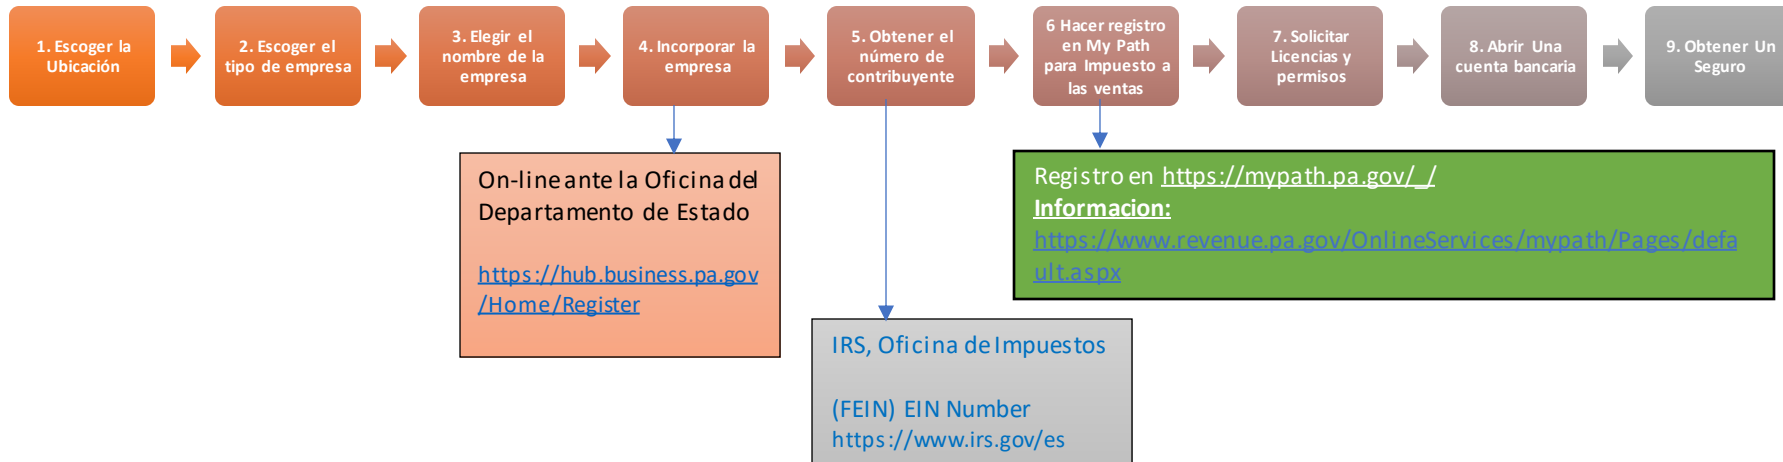 1. Escoger la
Ubicación
2. Escoger el
tipo de empresa
3. Elegir el
nombre de la
empresa
4. Incorporar la
empresa
5. Obtener el
número de
contribuyente
6 Hacer registro
en My Path
para Impuesto a
las ventas
7. Solicitar
Licencias y
permisos
8. Abrir Una
cuenta bancaria
9. Obtener Un
Seguro
On-line ante la Oficina del
Departamento de Estado
https://hub.business.pa.gov
/Home/Register
Registro en https://mypath.pa.gov/_/
Informacion:
https://www.revenue.pa.gov/OnlineServices/mypath/Pages/defa
ult.aspx
IRS, Oficina de Impuestos
(FEIN) EIN Number
https://www.irs.gov/es